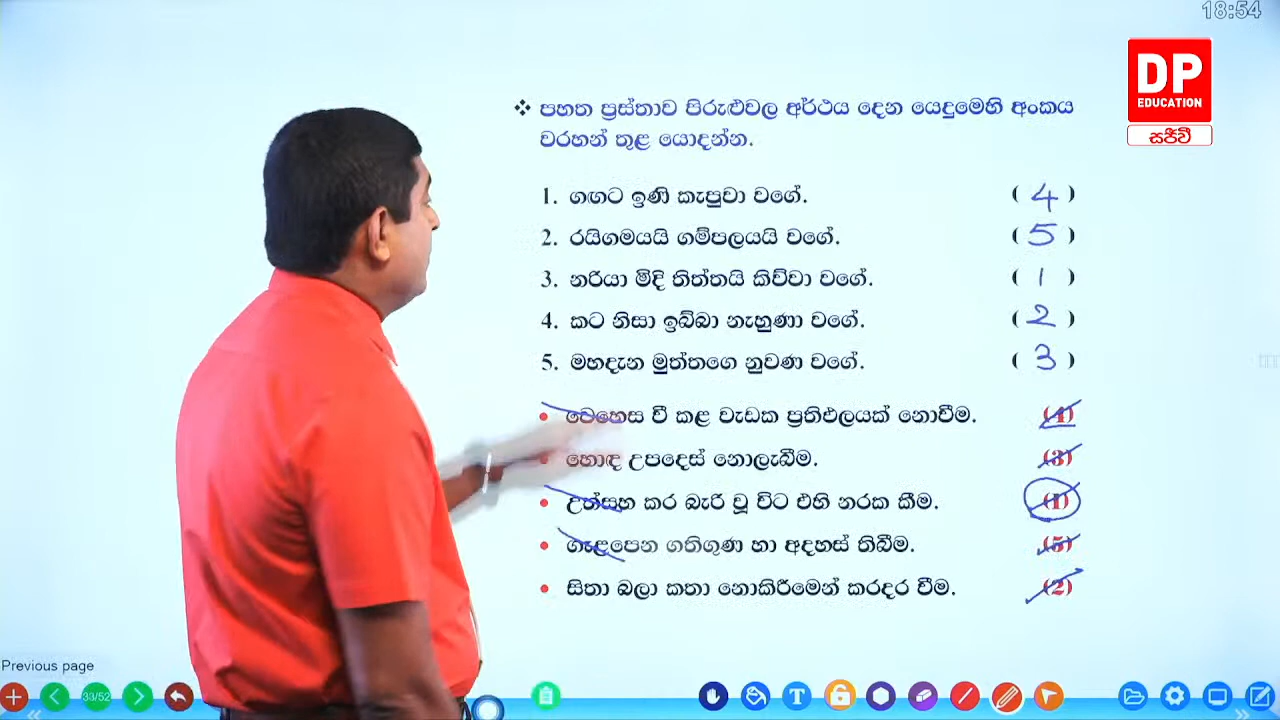 18:54
DP
EDUCATION
සජීවී
❖ පහත ප්‍රස්තාව පිරුළුවල අර්ථය දෙන යෙදුමෙහි අංකය
වරහන් තුළ යොදන්න.
1. ගඟට ඉණි කැපුවා වගේ. ( 4 )
2. රයිගමයයි ගම්පලයයි වගේ. ( 5 )
3. නරියා මිදි තිත්තයි කිව්වා වගේ. ( 1 )
4. කට නිසා ඉබ්බා නැහුණා වගේ. ( 2 )
5. මහදැන මුත්තගෙ නුවණ වගේ. ( 3 )
• වෙහෙස වී කළ වැඩක ප්‍රතිඵලයක් නොවීම. (4)
• හොඳ උපදෙස් නොලැබීම. (3)
• උත්සහ කර බැරි වූ විට එහි නරක කීම. (1)
• ගැළපෙන ගතිගුණ හා අදහස් තිබීම. (5)
• සිතා බලා කතා නොකිරීමෙන් කරදර වීම. (2)
Previous page
33/52
T